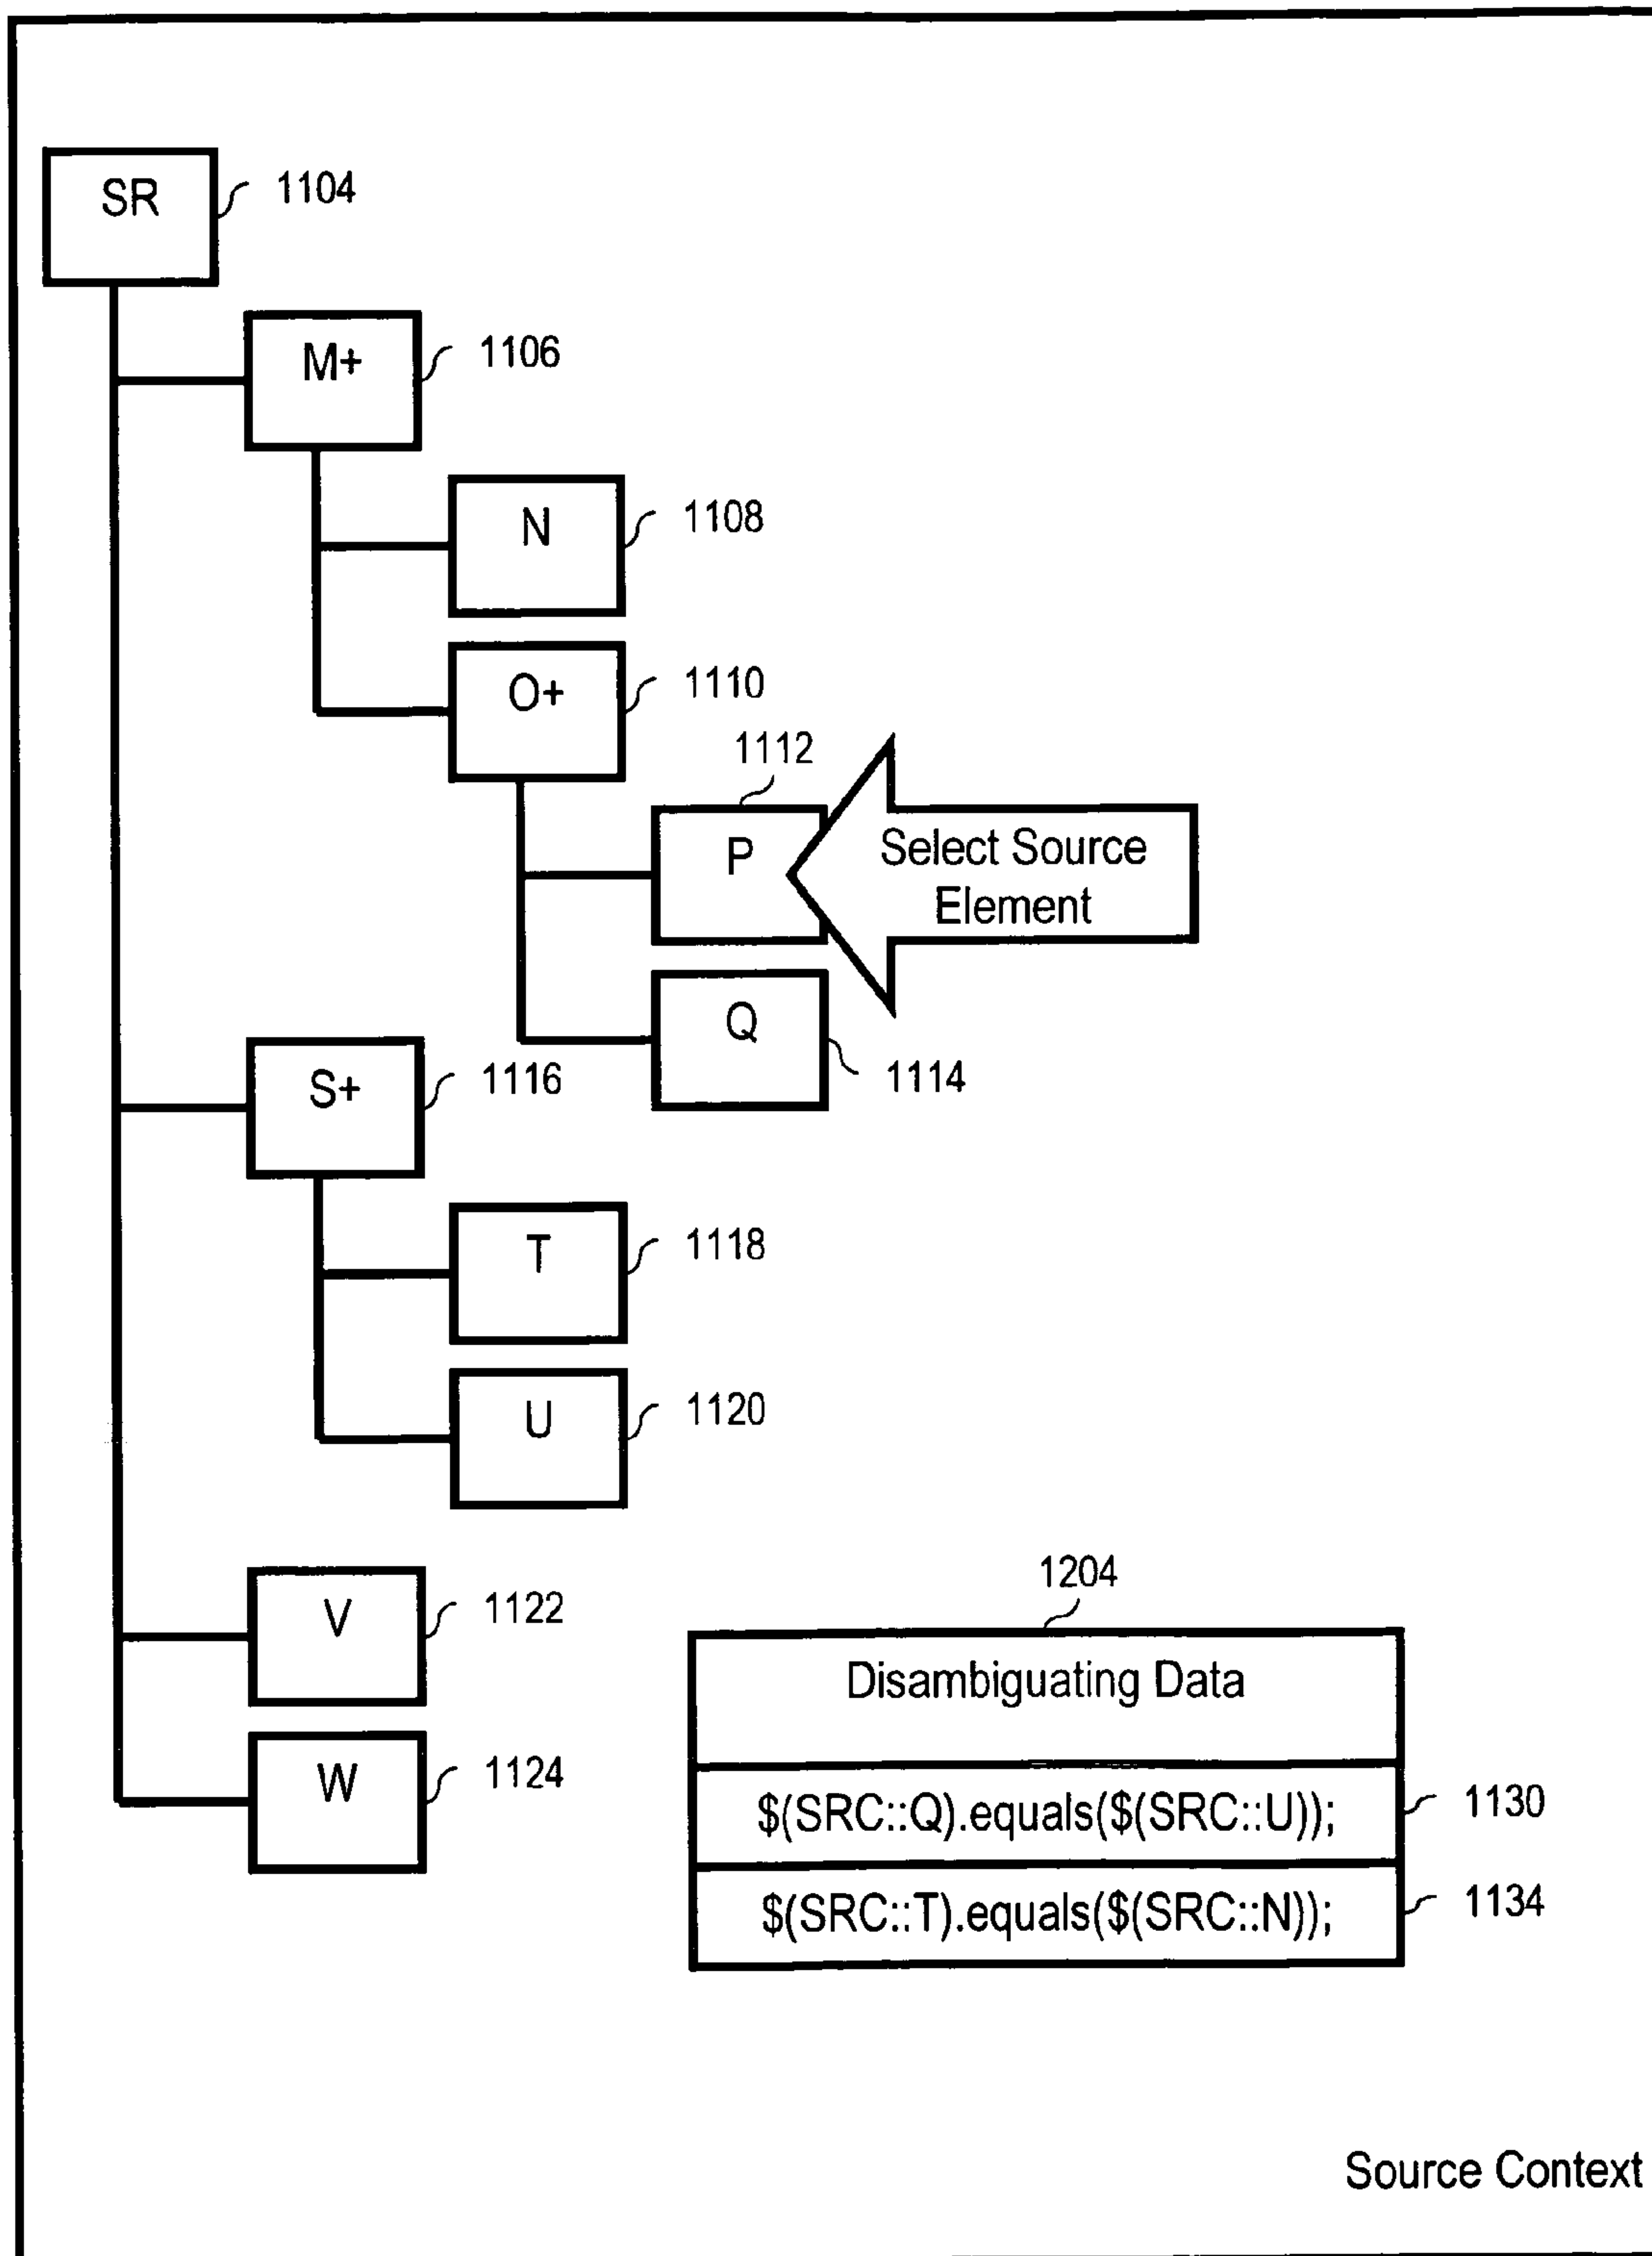 SR
1104
M+
1106
N
1108
O+
1110
1112
P
Select Source
Element
Q
1114
S+
1116
T
1118
U
1120
V
1122
W
1124
1204
Disambiguating Data
$(SRC::Q).equals($(SRC::U));
1130
$(SRC::T).equals($(SRC::N));
1134
Source Context